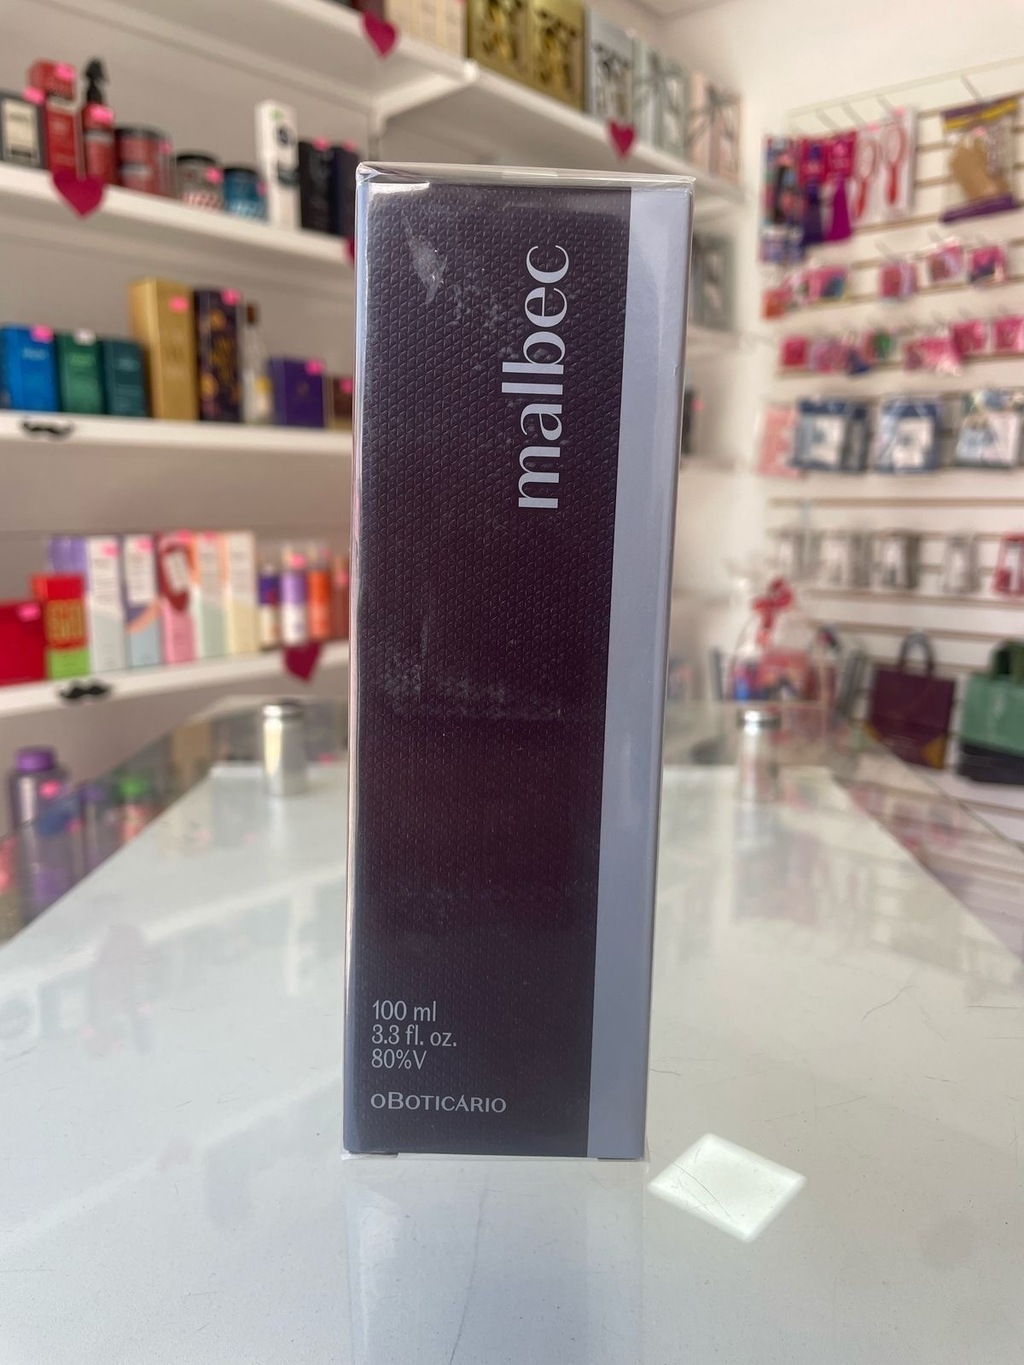 malbec
100 ml
3.3 fl. oz.
80%V
oBOTICÁRIO